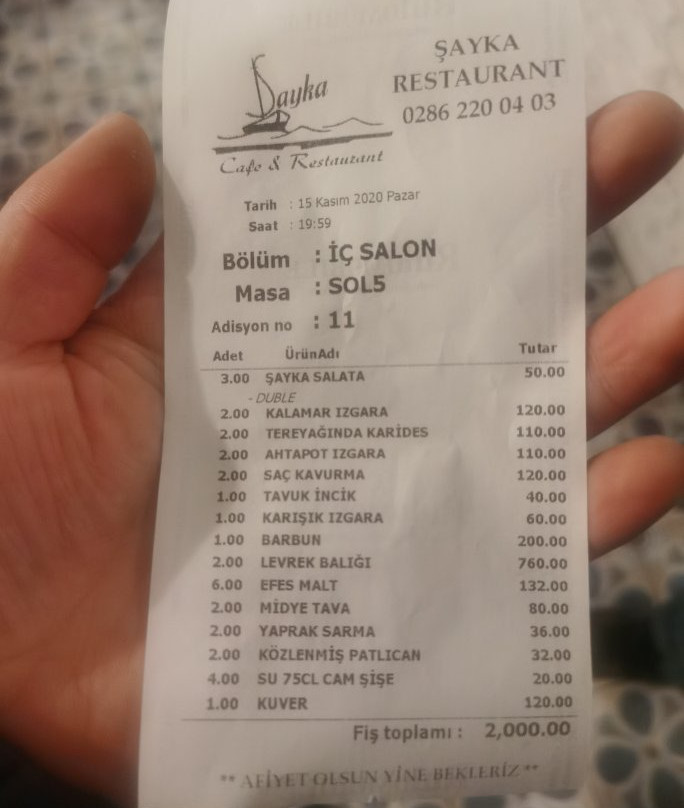 Şayka
Cafe & Restaurant
ŞAYKA
RESTAURANT
0286 220 04 03
Tarih : 15 Kasım 2020 Pazar
Saat : 19:59
Bölüm : İÇ SALON
Masa : SOL5
Adisyon no : 11
Adet ÜrünAdı Tutar
3.00 ŞAYKA SALATA 50.00
- DUBLE
2.00 KALAMAR IZGARA 120.00
2.00 TEREYAĞINDA KARİDES 110.00
2.00 AHTAPOT IZGARA 110.00
2.00 SAÇ KAVURMA 120.00
1.00 TAVUK İNCİK 40.00
1.00 KARIŞIK IZGARA 60.00
1.00 BARBUN 200.00
2.00 LEVREK BALIĞI 760.00
6.00 EFES MALT 132.00
2.00 MİDYE TAVA 80.00
2.00 YAPRAK SARMA 36.00
2.00 KÖZLENMİŞ PATLICAN 32.00
4.00 SU 75CL CAM ŞİŞE 20.00
1.00 KUVER 120.00
Fiş toplamı : 2,000.00
** AFİYET OLSUN YİNE BEKLERİZ **